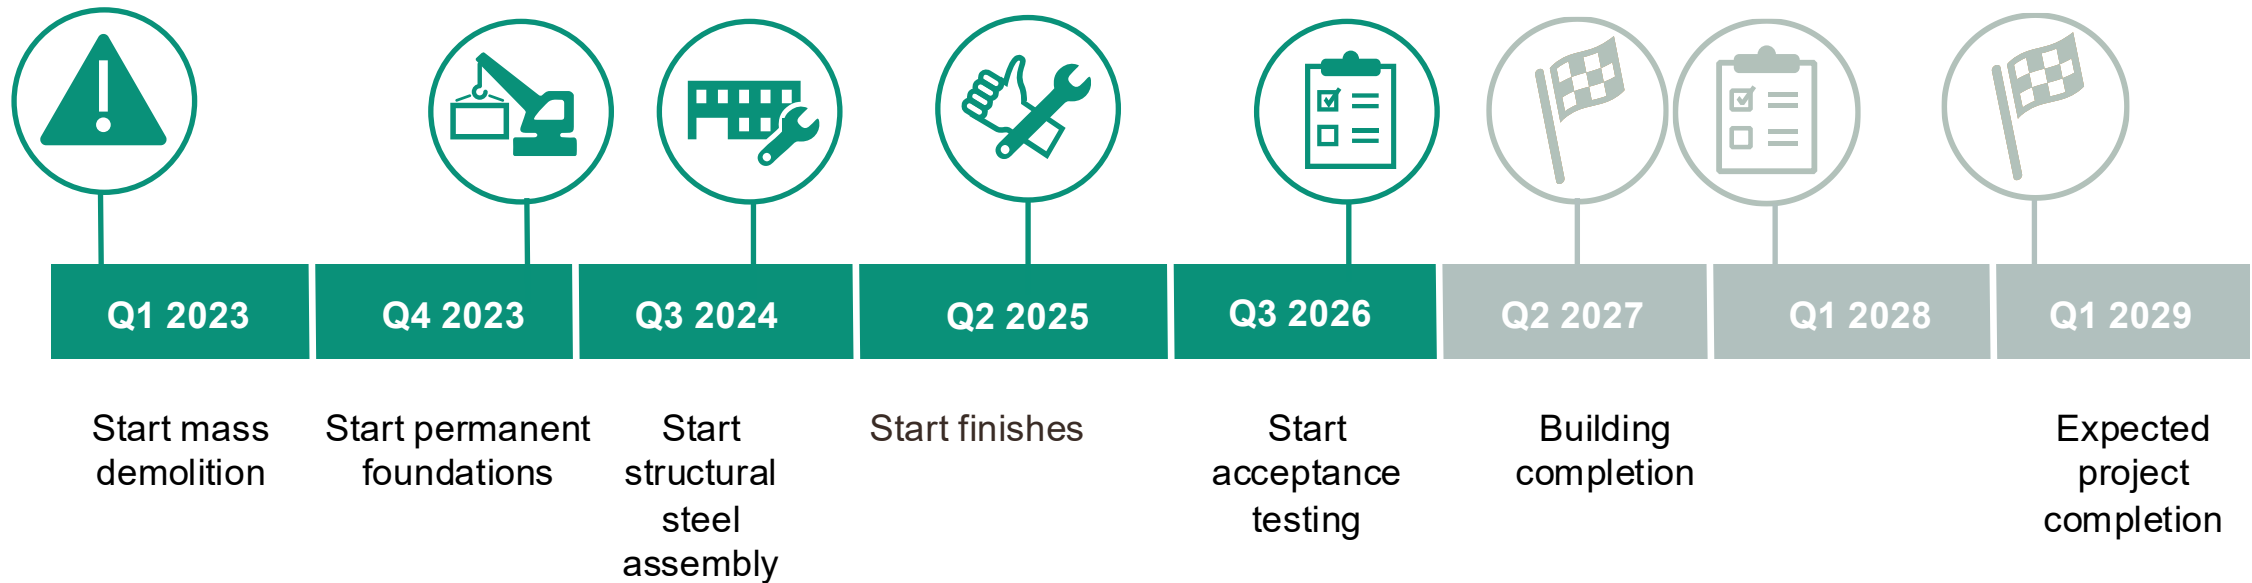 Q1 2023
Q4 2023
Q3 2024
Q2 2025
Q3 2026
Q2 2027
Q1 2028
Q1 2029
Start mass
demolition
Start permanent
foundations
Start
structural
steel
assembly
Start finishes
Start
acceptance
testing
Building
completion
Expected
project
completion